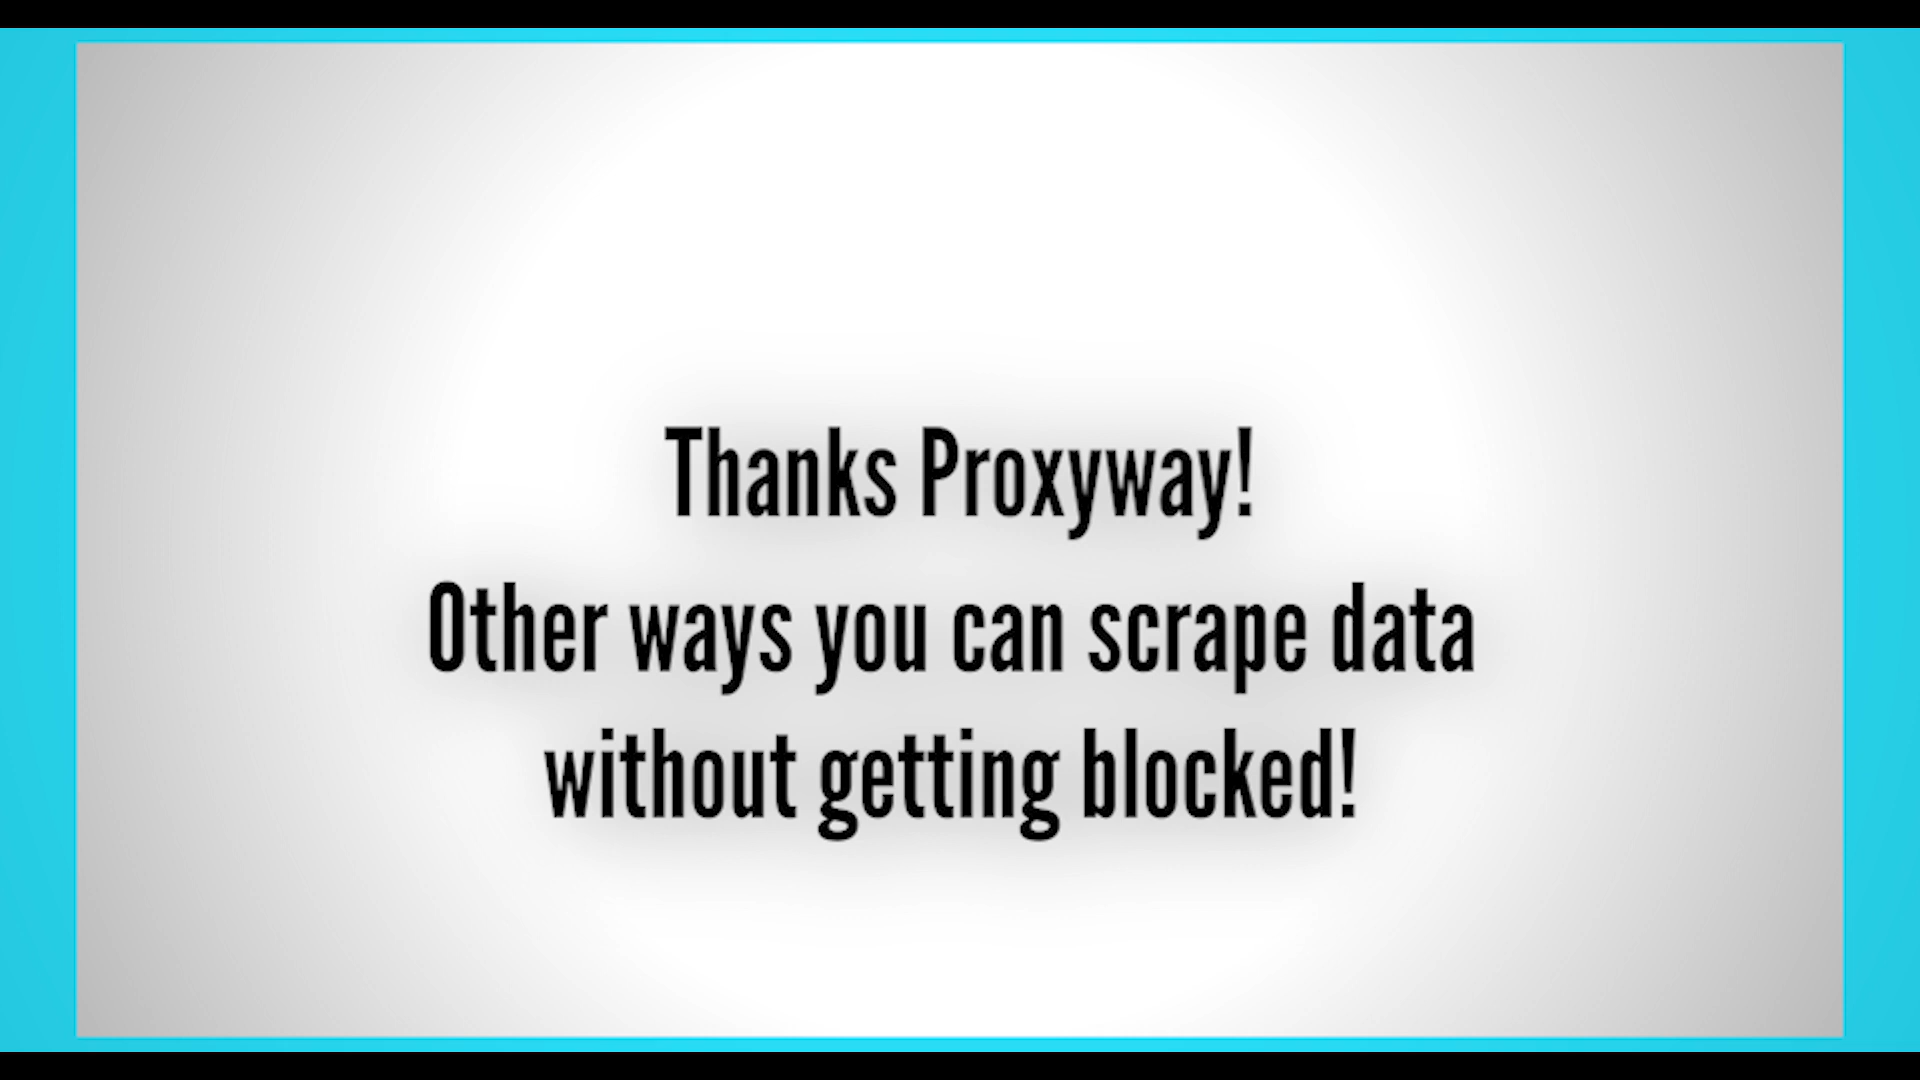 Thanks Proxyway!
Other ways you can scrape data
without getting blocked!